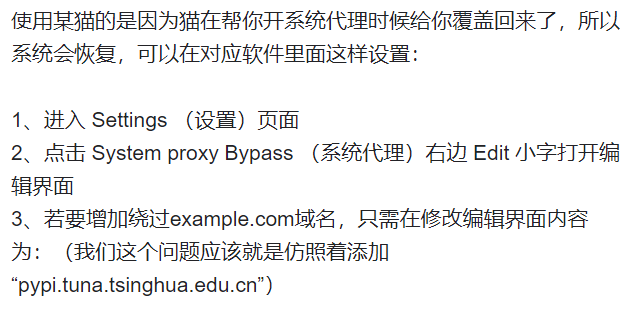 使用某猫的是因为猫在帮你开系统代理时候给你覆盖回来了，所以
系统会恢复，可以在对应软件里面这样设置：
1、进入 Settings （设置）页面
2、点击 System proxy Bypass （系统代理）右边 Edit 小字打开编
辑界面
3、若要增加绕过example.com域名，只需在修改编辑界面内容
为：（我们这个问题应该就是仿照着添加
“pypi.tuna.tsinghua.edu.cn”）